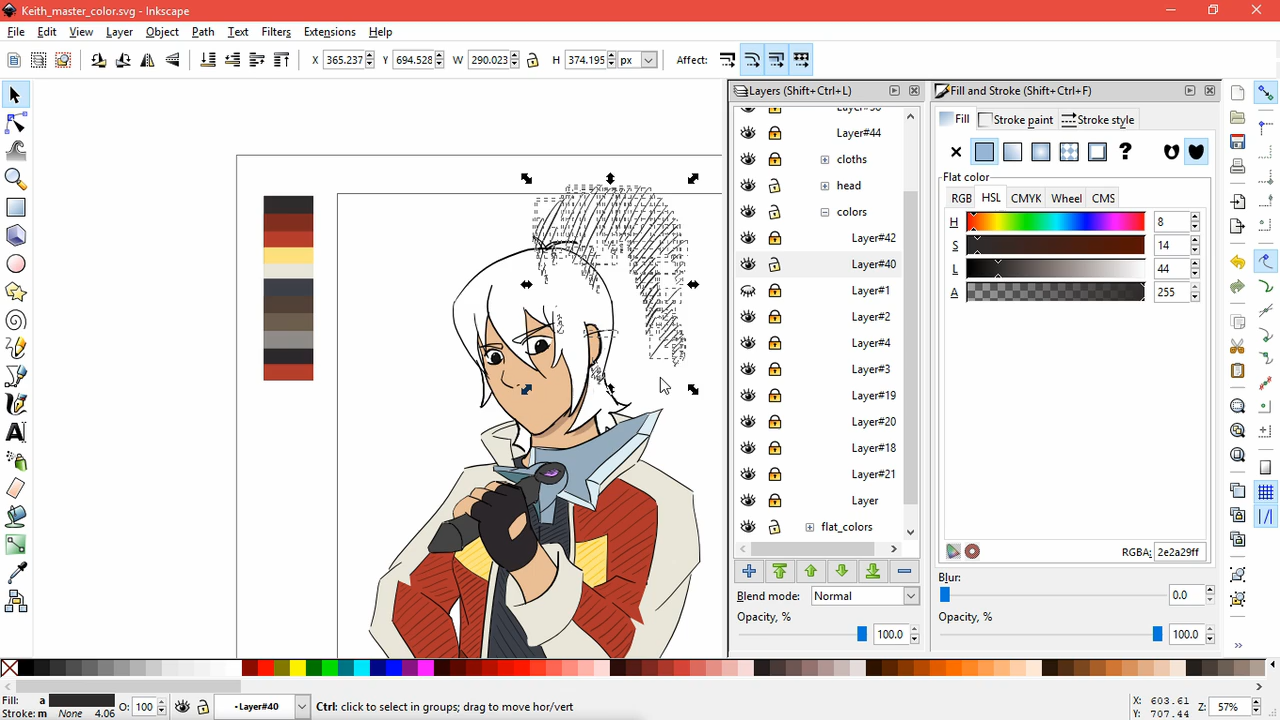 Keith_master_color.svg - Inkscape
File Edit View Layer Object Path Filters Text Extensions Help
X 365.237 Y 694.528 W 290.023 H 374.195 px Affect:
Layers (Shift+Ctrl+L)
Layer#44
cloths
head
colors
Layer#42
Layer#40
Layer#1
Layer#2
Layer#4
Layer#3
Layer#19
Layer#20
Layer#18
Layer#21
Layer
flat_colors
Blend mode: Normal
Opacity, %
100.0
Fill and Stroke (Shift+Ctrl+F)
Fill Stroke paint Stroke style
Flat color
RGB HSL CMYK Wheel CMS
H 8
S 14
L 44
A 255
RGBA: 2e2a29ff
Blur:
0.0
Opacity, %
100.0
Fill: a
Stroke: m None 4.06
O: 100
Layer#40
Ctrl: click to select in groups; drag to move hor/vert
X: 603.61
Y: 707.44
Z: 57%